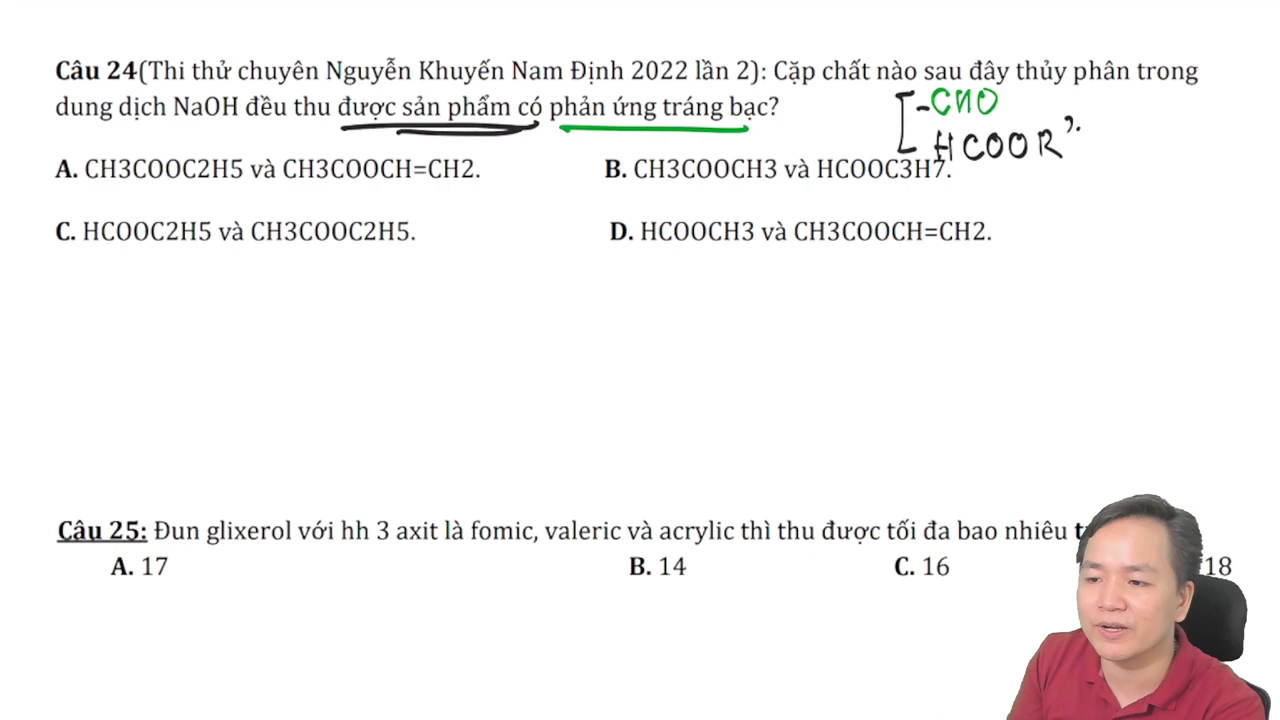 Câu 24(Thi thử chuyên Nguyễn Khuyến Nam Định 2022 lần 2): Cặp chất nào sau đây thủy phân trong
dung dịch NaOH đều thu được sản phẩm có phản ứng tráng bạc?
-CHO
HCOOR'.
A. CH3COOC2H5 và CH3COOCH=CH2.
B. CH3COOCH3 và HCOOC3H7.
C. HCOOC2H5 và CH3COOC2H5.
D. HCOOCH3 và CH3COOCH=CH2.
Câu 25: Đun glixerol với hh 3 axit là fomic, valeric và acrylic thì thu được tối đa bao nhiêu
A. 17
B. 14
C. 16
18